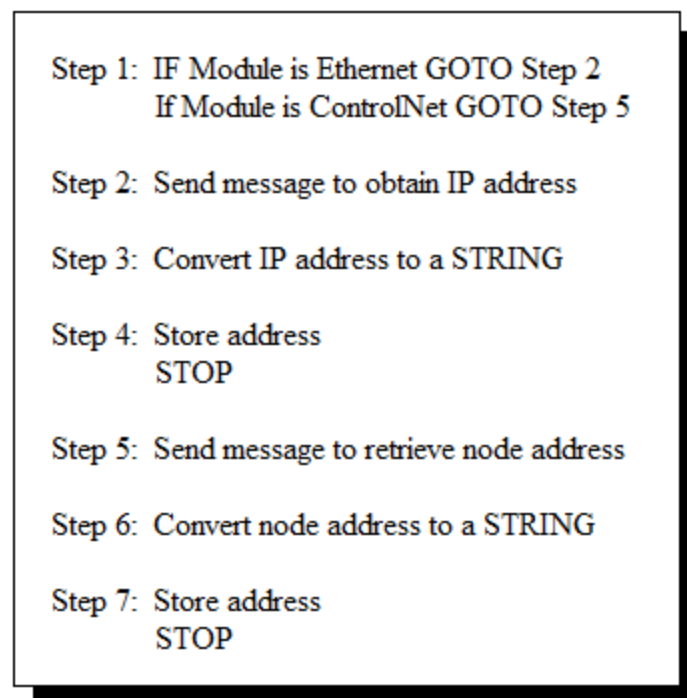 Step 1: IF Module is Ethernet GOTO Step 2
If Module is ControlNet GOTO Step 5
Step 2: Send message to obtain IP address
Step 3: Convert IP address to a STRING
Step 4: Store address
STOP
Step 5: Send message to retrieve node address
Step 6: Convert node address to a STRING
Step 7: Store address
STOP